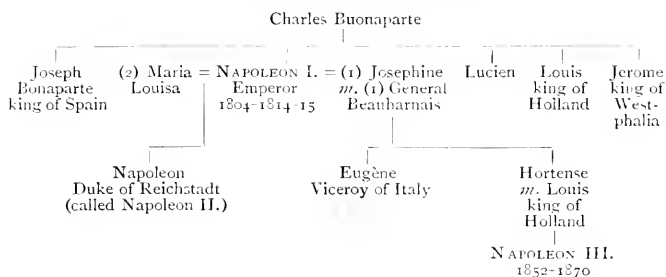 Charles Buonaparte
Joseph (2) Maria = NAPOLEON I. = (1) Josephine Lucien Louis Jerome
Bonaparte Louisa Emperor m. (1) General king of king of
king of Spain 1804-1814-15 Beauharnais Holland West-
phalia
Napoleon Eugène Hortense
Duke of Reichstadt Viceroy of Italy m. Louis
(called Napoleon II.) king of
Holland
NAPOLEON III.
1852-1870